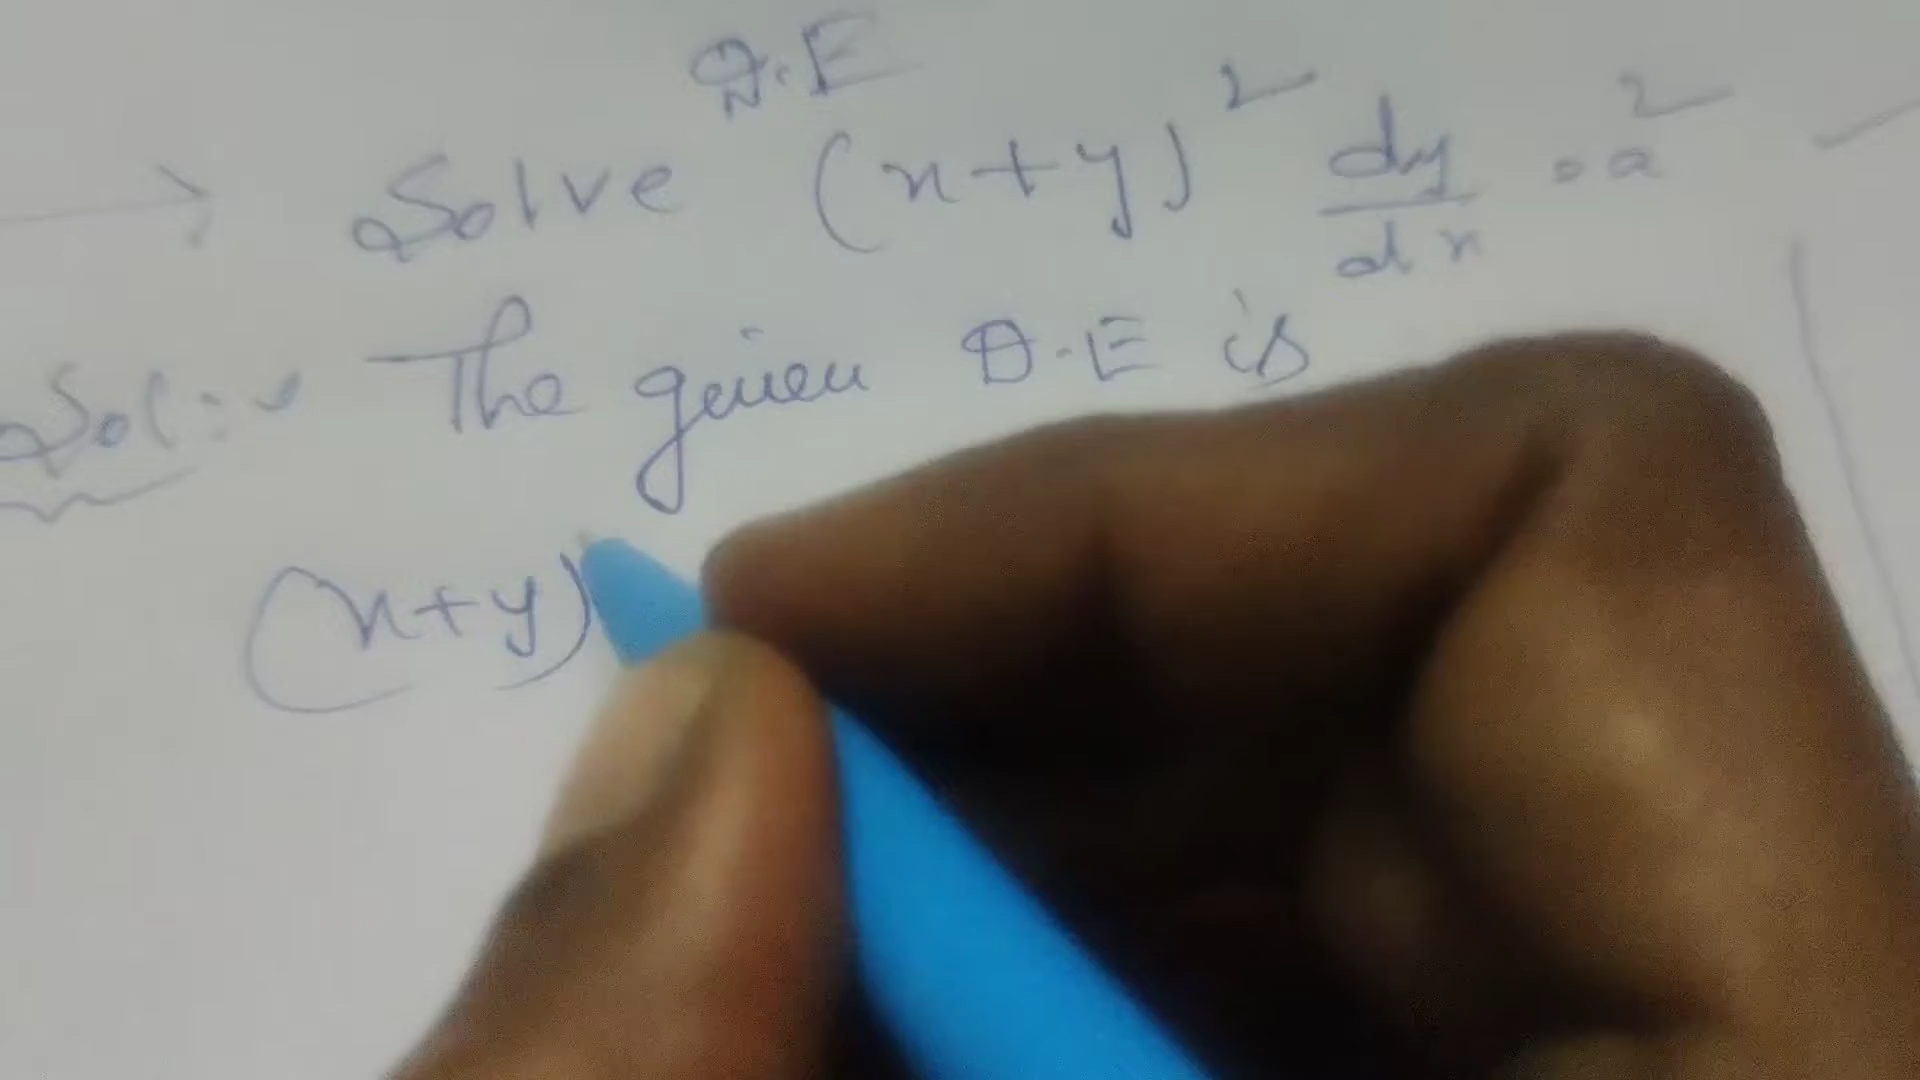 D.E
Solve (x+y)² dy/dx = a²
Sol:- The given D.E is
(x+y)